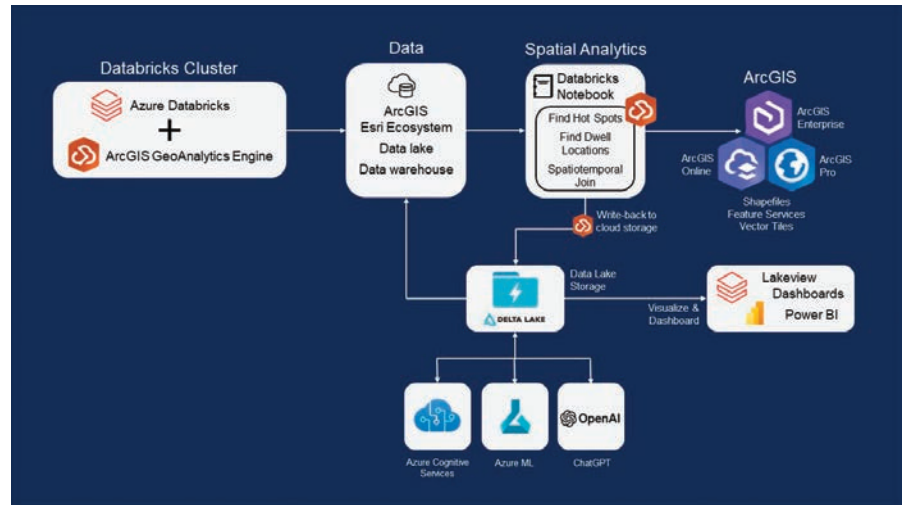 Databricks Cluster
Azure Databricks
+
ArcGIS GeoAnalytics Engine
Data
ArcGIS
Esri Ecosystem
Data lake
Data warehouse
Spatial Analytics
Databricks
Notebook
Find Hot Spots
Find Dwell
Locations
Spatiotemporal
Join
ArcGIS
ArcGIS
Enterprise
ArcGIS
Online
ArcGIS
Pro
Shapefiles
Feature Services
Vector Tiles
Write-back to
cloud storage
DELTA LAKE
Data Lake
Storage
Visualize &
Dashboard
Lakeview
Dashboards
Power BI
OpenAI
Azure Cognitive
Services
Azure ML
ChatGPT